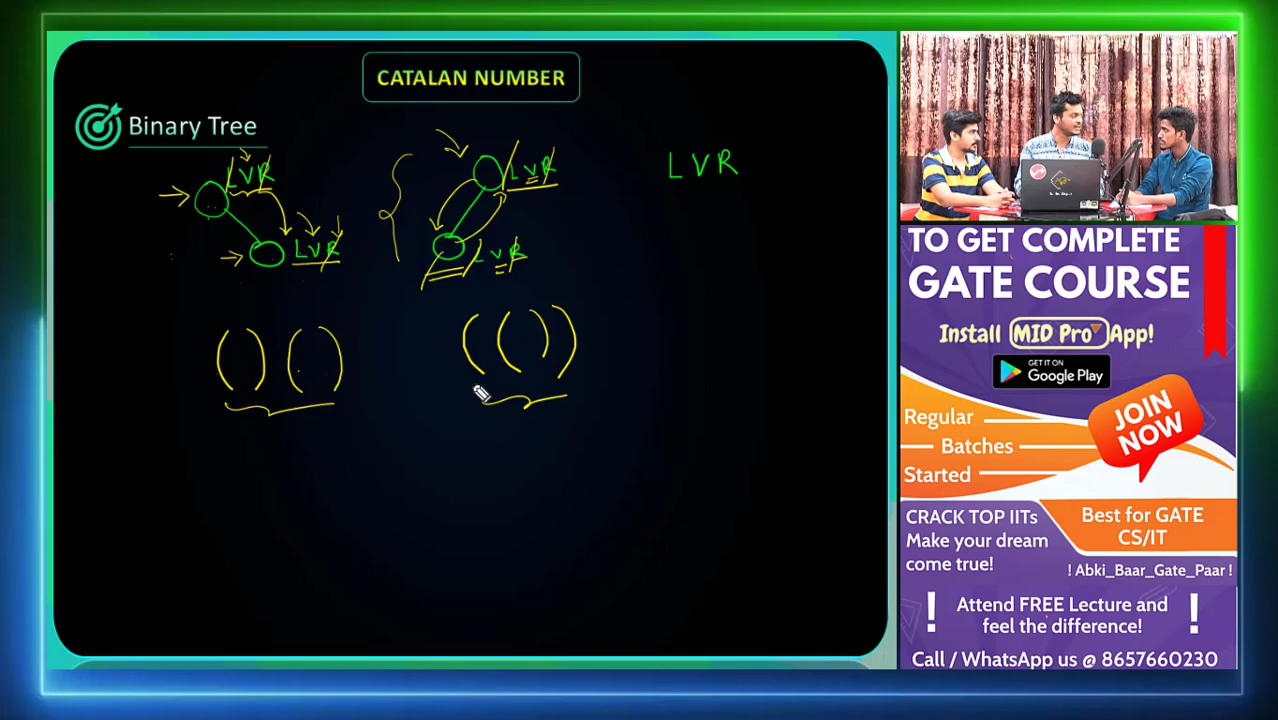 CATALAN NUMBER
Binary Tree
LVR
LVR
LVR
LVR
LVR
( ) ( )
( ( ) )
TO GET COMPLETE
GATE COURSE
Install MID Pro App!
GET IT ON
Google Play
Regular
Batches
Started
JOIN
NOW
CRACK TOP IITs
Make your dream
come true!
Best for GATE
CS/IT
! Abki_Baar_Gate_Paar !
! Attend FREE Lecture and !
feel the difference!
Call / WhatsApp us @ 8657660230